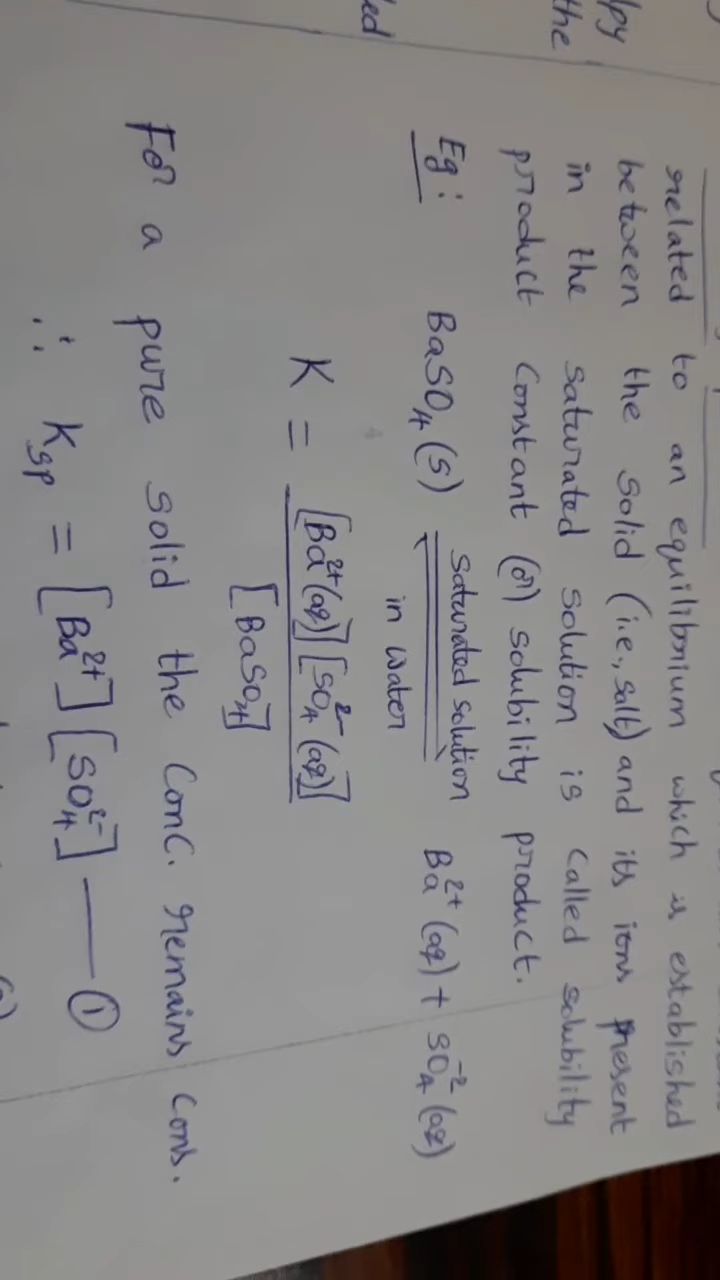 related to an equilibrium which is established
between the solid (i.e., salt) and its ions present
in the saturated solution is called solubility
product constant (or) solubility product.
Eg: BaSO₄(s) ⇌ Ba²⁺(aq) + SO₄⁻²(aq)
Saturated solution
in water
K = [Ba²⁺(aq)][SO₄²⁻(aq)]
[BaSO₄]
For a pure solid the conc. remains cons.
∴ Ksp = [Ba²⁺][SO₄²⁻] —— ①
the